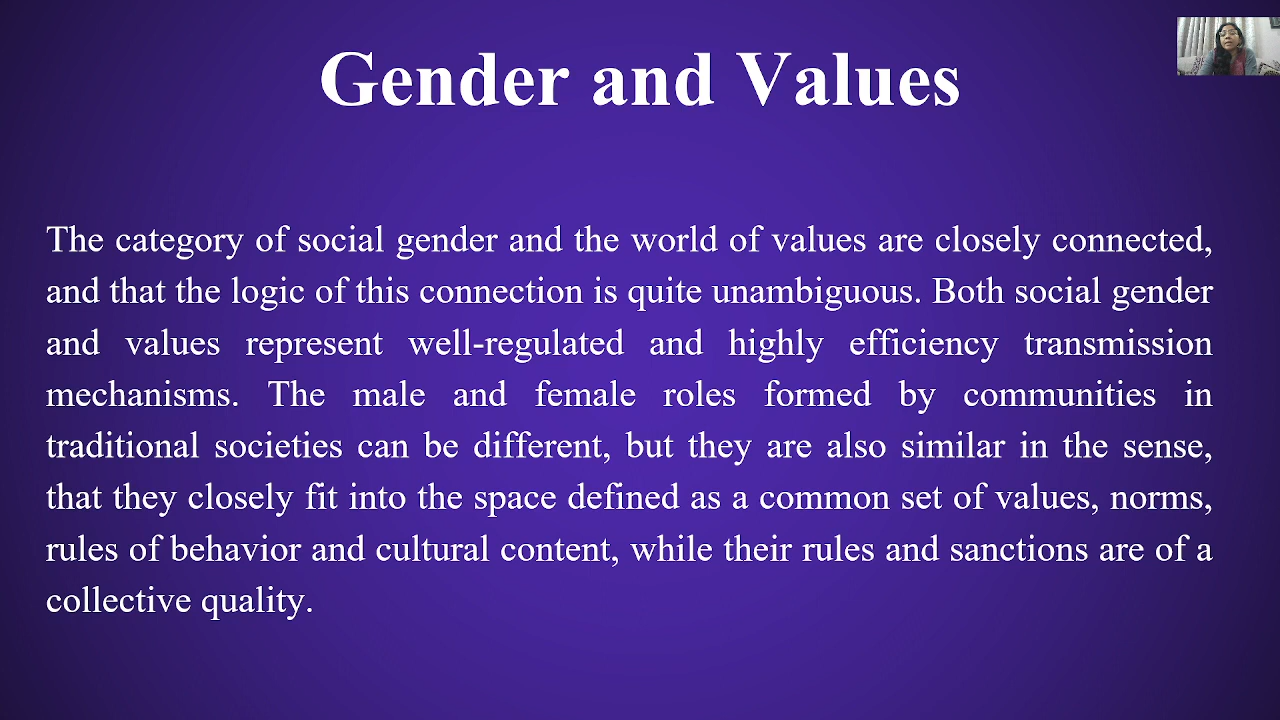 Gender and Values
The category of social gender and the world of values are closely connected,
and that the logic of this connection is quite unambiguous. Both social gender
and values represent well-regulated and highly efficiency transmission
mechanisms. The male and female roles formed by communities in
traditional societies can be different, but they are also similar in the sense,
that they closely fit into the space defined as a common set of values, norms,
rules of behavior and cultural content, while their rules and sanctions are of a
collective quality.